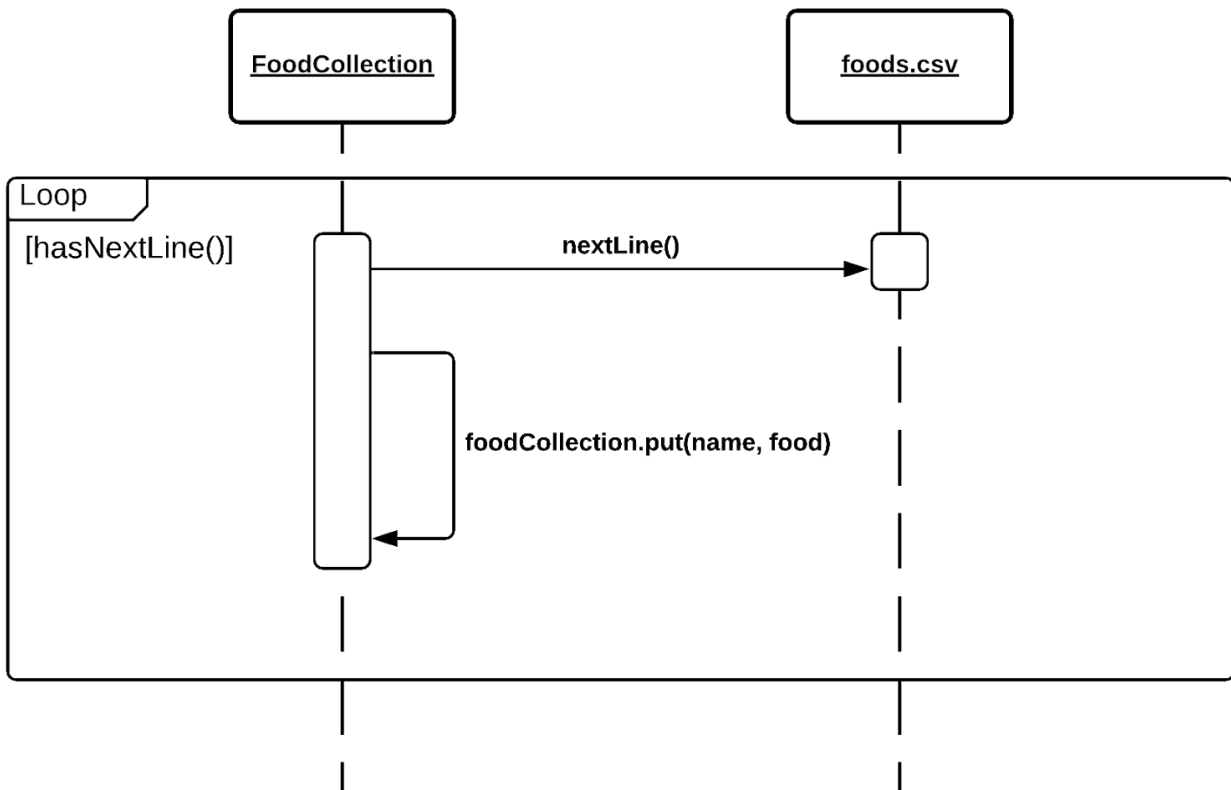 FoodCollection
foods.csv
Loop
[hasNextLine()]
nextLine()
foodCollection.put(name, food)